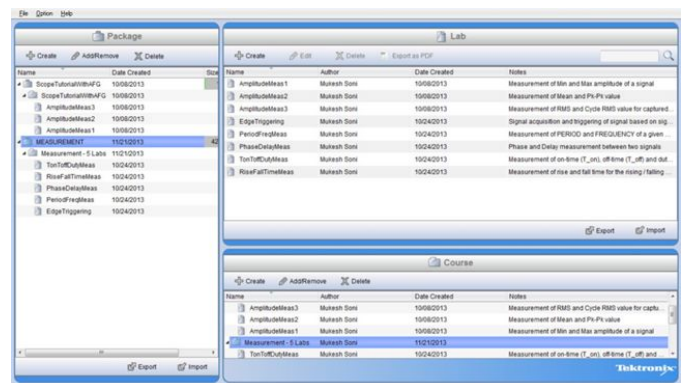 File Option Help
Package
Create Add/Remove Delete
Name Date Created Size
ScopeTutorialWithAFG 10/08/2013
ScopeTutorialWithAFG 10/08/2013
AmplitudeMeas3 10/08/2013
AmplitudeMeas2 10/08/2013
AmplitudeMeas1 10/08/2013
MEASUREMENT 11/21/2013 42
Measurement - 5 Labs 11/21/2013
TonToffDutyMeas 10/24/2013
RiseFallTimeMeas 10/24/2013
PhaseDelayMeas 10/24/2013
PeriodFreqMeas 10/24/2013
EdgeTriggering 10/24/2013
Export Import
Lab
Create Edit Delete Export as PDF
Name Author Date Created Notes
AmplitudeMeas1 Mukesh Soni 10/08/2013 Measurement of Min and Max amplitude of a signal
AmplitudeMeas2 Mukesh Soni 10/08/2013 Measurement of Mean and Pk-Pk value
AmplitudeMeas3 Mukesh Soni 10/08/2013 Measurement of RMS and Cycle RMS value for captured...
EdgeTriggering Mukesh Soni 10/24/2013 Signal acquisition and triggering of signal based on sig...
PeriodFreqMeas Mukesh Soni 10/24/2013 Measurement of PERIOD and FREQUENCY of a given ...
PhaseDelayMeas Mukesh Soni 10/24/2013 Phase and Delay measurement between two signals
TonToffDutyMeas Mukesh Soni 10/24/2013 Measurement of on-time (T_on), off-time (T_off) and dut...
RiseFallTimeMeas Mukesh Soni 10/24/2013 Measurement of rise and fall time for the rising / falling ...
Export Import
Course
Create Add/Remove Delete
Name Author Date Created Notes
AmplitudeMeas3 Mukesh Soni 10/08/2013 Measurement of RMS and Cycle RMS value for captu...
AmplitudeMeas2 Mukesh Soni 10/08/2013 Measurement of Mean and Pk-Pk value
AmplitudeMeas1 Mukesh Soni 10/08/2013 Measurement of Min and Max amplitude of a signal
Measurement - 5 Labs Mukesh Soni 11/21/2013
TonToffDutyMeas Mukesh Soni 10/24/2013 Measurement of on-time (T_on), off-time (T_off) and ...
Tektronix